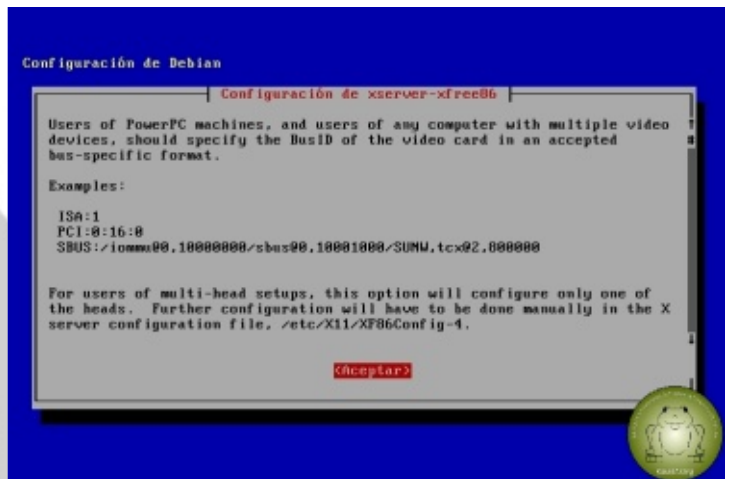 Configuración de Debian
Configuración de xserver-xfree86
Users of PowerPC machines, and users of any computer with multiple video
devices, should specify the BusID of the video card in an accepted
bus-specific format.
Examples:
ISA:1
PCI:0:16:0
SBUS:/iommu@0,10000000/sbus@0,10001000/SUNW,tcx@2,800000
For users of multi-head setups, this option will configure only one of
the heads.  Further configuration will have to be done manually in the X
server configuration file, /etc/X11/XF86Config-4.
<Aceptar>